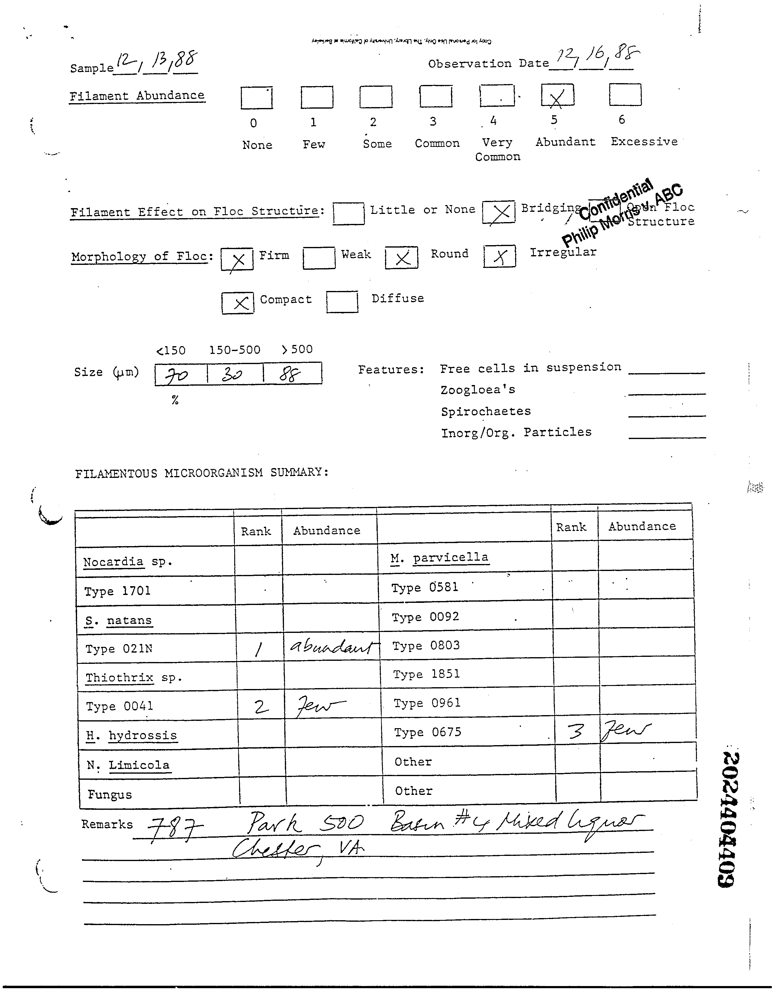 Copy for Personal Use Only, The Library, University of California at Berkeley
Sample 12, 13, 88 Observation Date 12, 16, 88
Filament Abundance X
0 1 2 3 4 5 6
None Few Some Common Very Common Abundant Excessive
Confidential
Philip Morris v. ABC
Filament Effect on Floc Structure: Little or None X Bridging Open Floc Structure
Morphology of Floc: X Firm Weak X Round X Irregular
X Compact Diffuse
<150 150-500 >500
Size (μm) 70 30 88
%
Features: Free cells in suspension
Zoogloea's
Spirochaetes
Inorg/Org. Particles
FILAMENTOUS MICROORGANISM SUMMARY:
Rank Abundance Rank Abundance
Nocardia sp. M. parvicella
Type 1701 Type 0581
S. natans Type 0092
Type 021N 1 abundant Type 0803
Thiothrix sp. Type 1851
Type 0041 2 Few Type 0961
H. hydrossis Type 0675 3 Few
N. Limicola Other
Fungus Other
Remarks 787 Park 500 Basin #4 Mixed liquor
Chester, VA
2024404409